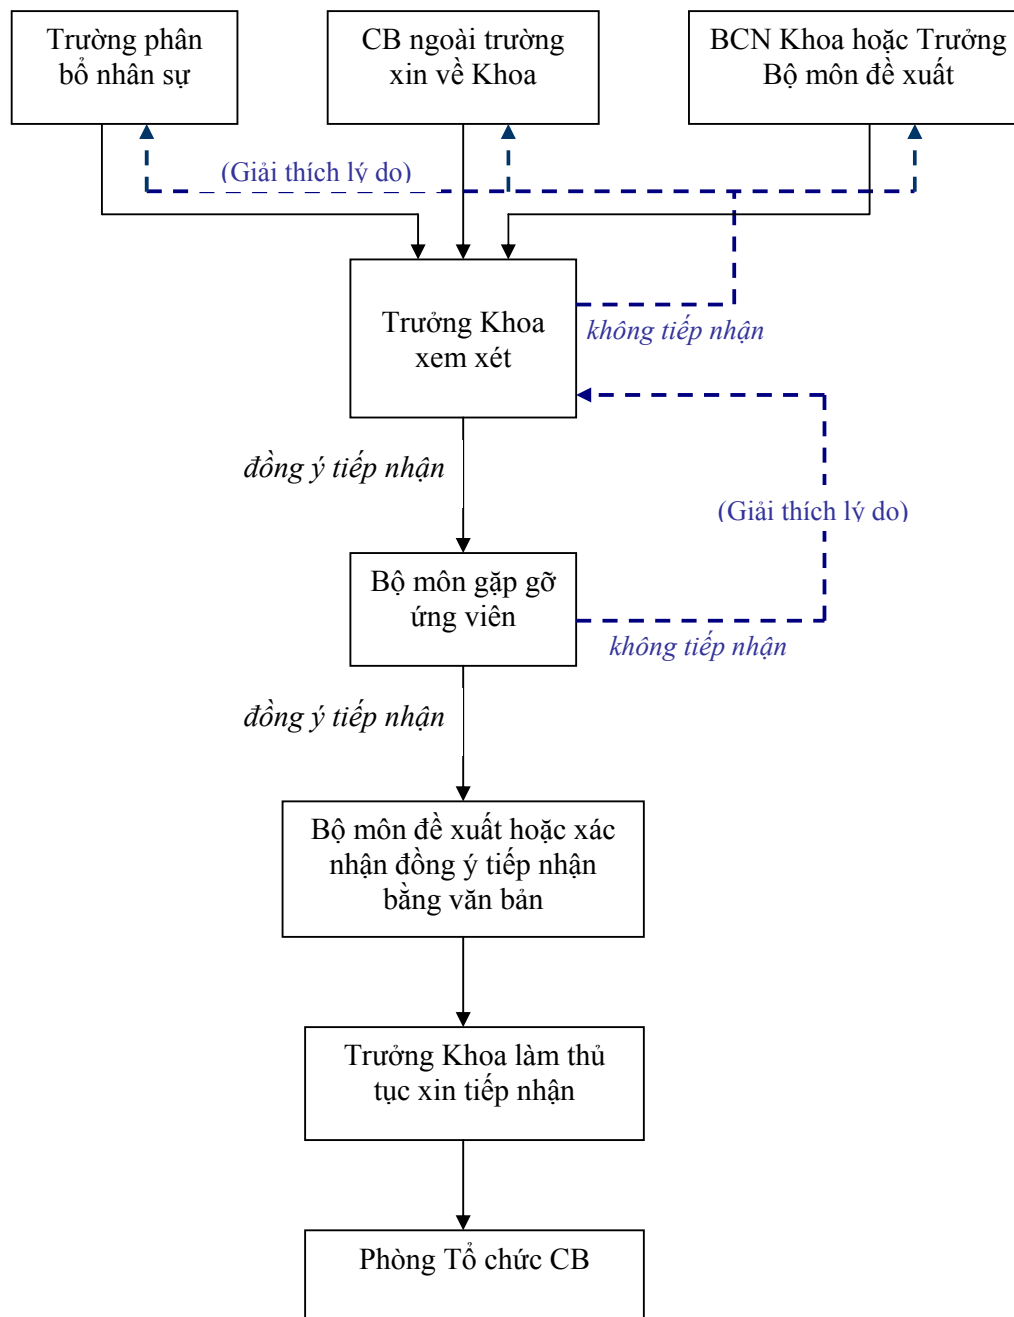 Trường phân
bổ nhân sự
CB ngoài trường
xin về Khoa
BCN Khoa hoặc Trưởng
Bộ môn đề xuất
(Giải thích lý do)
Trưởng Khoa
xem xét
không tiếp nhận
đồng ý tiếp nhận
(Giải thích lý do)
Bộ môn gặp gỡ
ứng viên
không tiếp nhận
đồng ý tiếp nhận
Bộ môn đề xuất hoặc xác
nhận đồng ý tiếp nhận
bằng văn bản
Trưởng Khoa làm thủ
tục xin tiếp nhận
Phòng Tổ chức CB